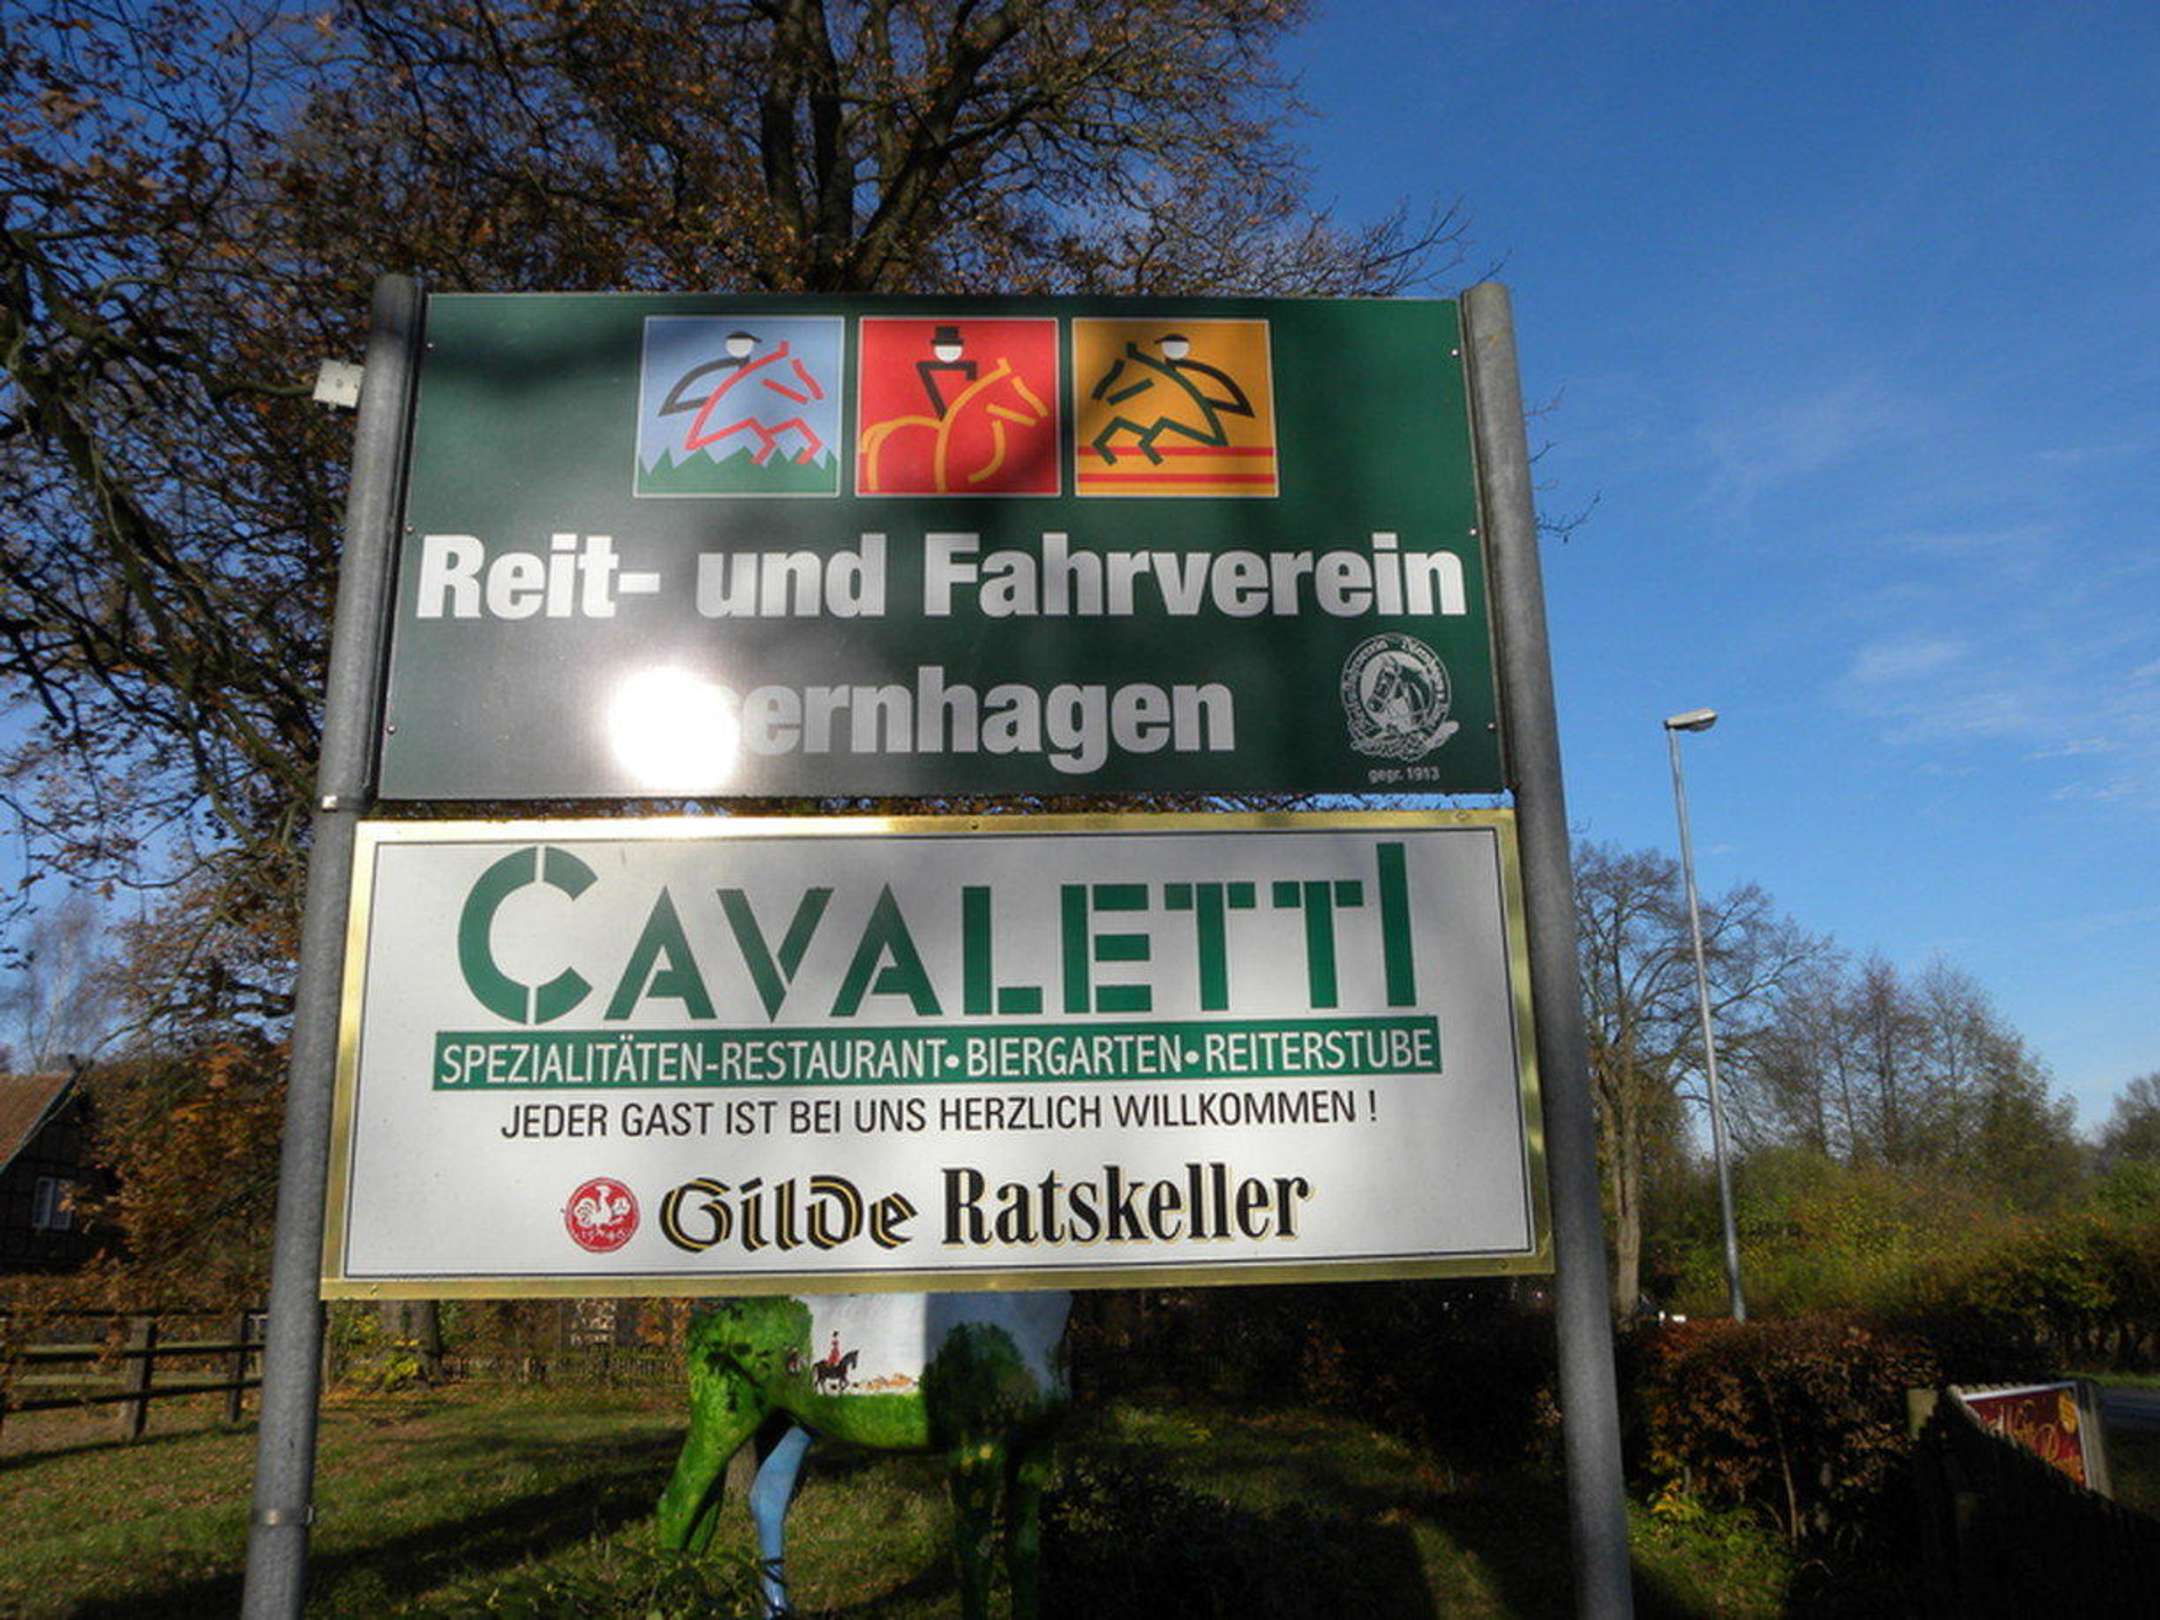 Reit- und Fahrverein
ernhagen
gegr. 1913
CAVALETTI
SPEZIALITÄTEN-RESTAURANT•BIERGARTEN•REITERSTUBE
JEDER GAST IST BEI UNS HERZLICH WILLKOMMEN !
Gilde Ratskeller